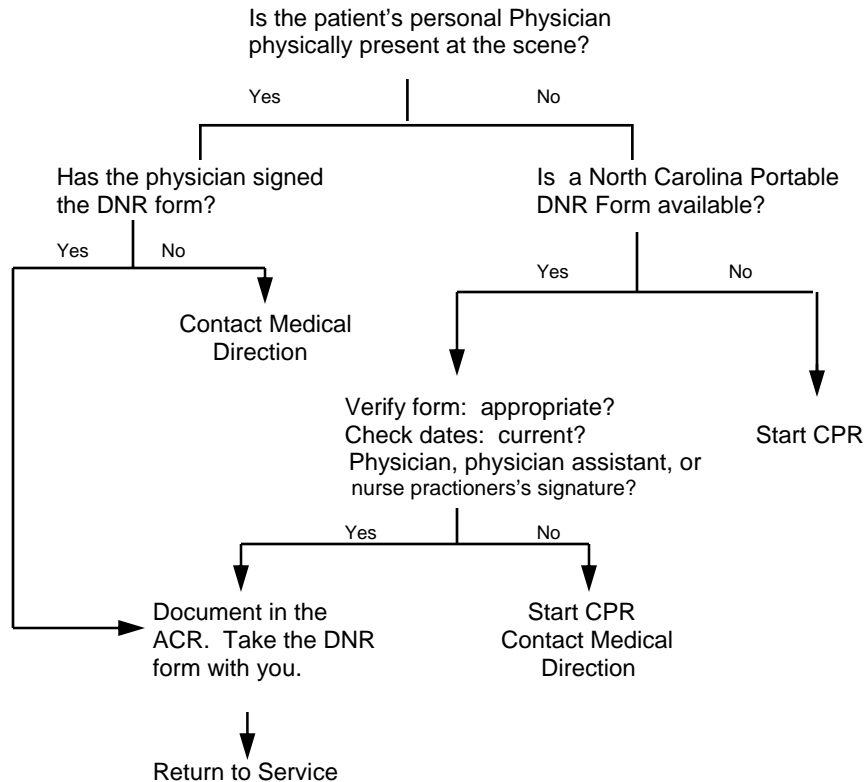 Is the patient's personal Physician
physically present at the scene?
Yes
No
Has the physician signed
the DNR form?
Is a North Carolina Portable
DNR Form available?
Yes
No
Yes
No
Contact Medical
Direction
Verify form: appropriate?
Check dates: current?
Physician, physician assistant, or
nurse practioners's signature?
Start CPR
Yes
No
Document in the
ACR. Take the DNR
form with you.
Start CPR
Contact Medical
Direction
Return to Service